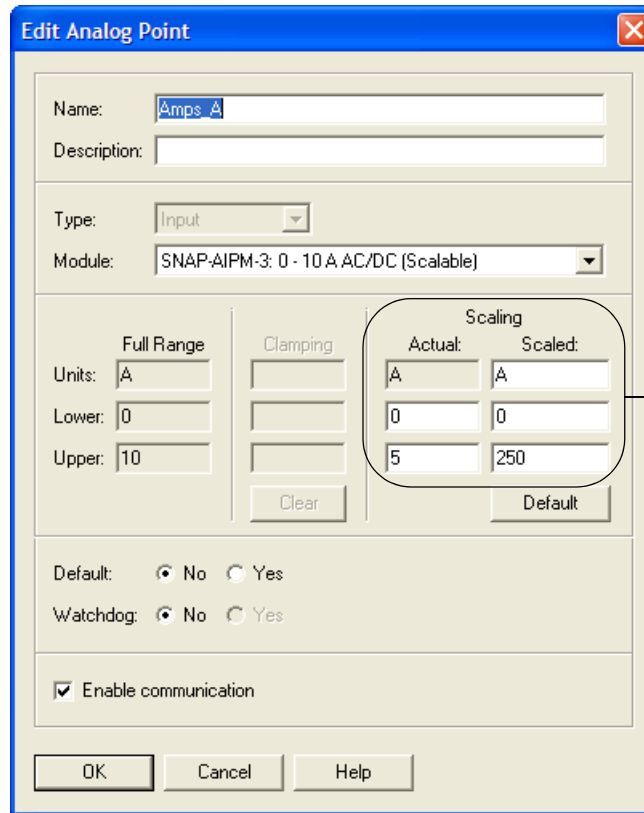 Edit Analog Point
Name: Amps_A
Description:
Type: Input
Module: SNAP-AIPM-3: 0 - 10 A AC/DC (Scalable)
Scaling
Full Range Clamping Actual: Scaled:
Units: A A A
Lower: 0 0 0
Upper: 10 5 250
Clear Default
Default: No Yes
Watchdog: No Yes
Enable communication
OK Cancel Help